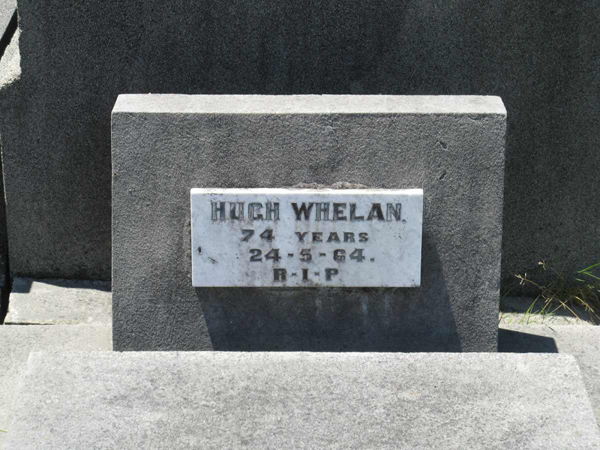 HUGH WHELAN.
74 YEARS
24-5-64.
R-I-P